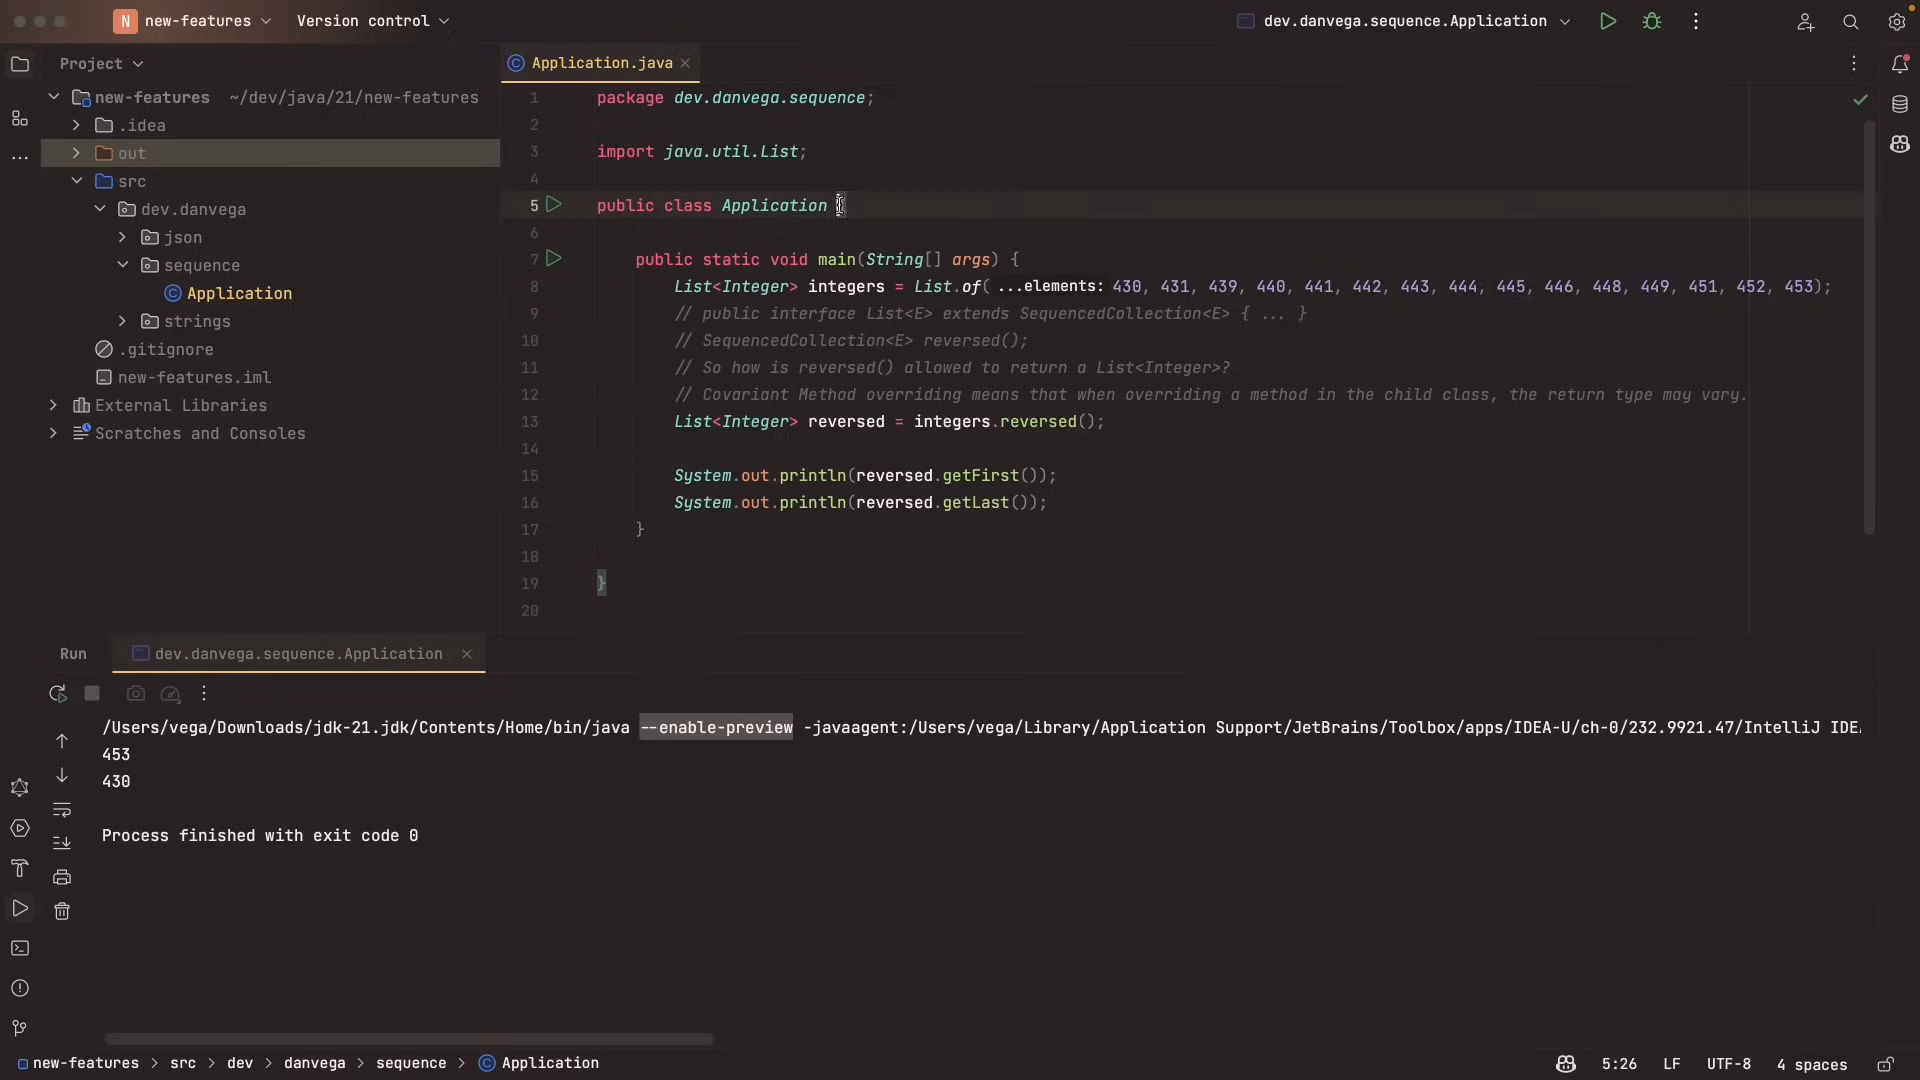 N new-features Version control dev.danvega.sequence.Application
Project
new-features ~/dev/java/21/new-features
.idea
out
src
dev.danvega
json
sequence
Application
strings
.gitignore
new-features.iml
External Libraries
Scratches and Consoles
Application.java
1 package dev.danvega.sequence;
2
3 import java.util.List;
4
5 public class Application {
6
7 public static void main(String[] args) {
8 List<Integer> integers = List.of( ...elements: 430, 431, 439, 440, 441, 442, 443, 444, 445, 446, 448, 449, 451, 452, 453);
9 // public interface List<E> extends SequencedCollection<E> { ... }
10 // SequencedCollection<E> reversed();
11 // So how is reversed() allowed to return a List<Integer>?
12 // Covariant Method overriding means that when overriding a method in the child class, the return type may vary.
13 List<Integer> reversed = integers.reversed();
14
15 System.out.println(reversed.getFirst());
16 System.out.println(reversed.getLast());
17 }
18
19 }
20
Run dev.danvega.sequence.Application
/Users/vega/Downloads/jdk-21.jdk/Contents/Home/bin/java --enable-preview -javaagent:/Users/vega/Library/Application Support/JetBrains/Toolbox/apps/IDEA-U/ch-0/232.9921.47/IntelliJ IDEA
453
430
Process finished with exit code 0
new-features > src > dev > danvega > sequence > Application 5:26 LF UTF-8 4 spaces